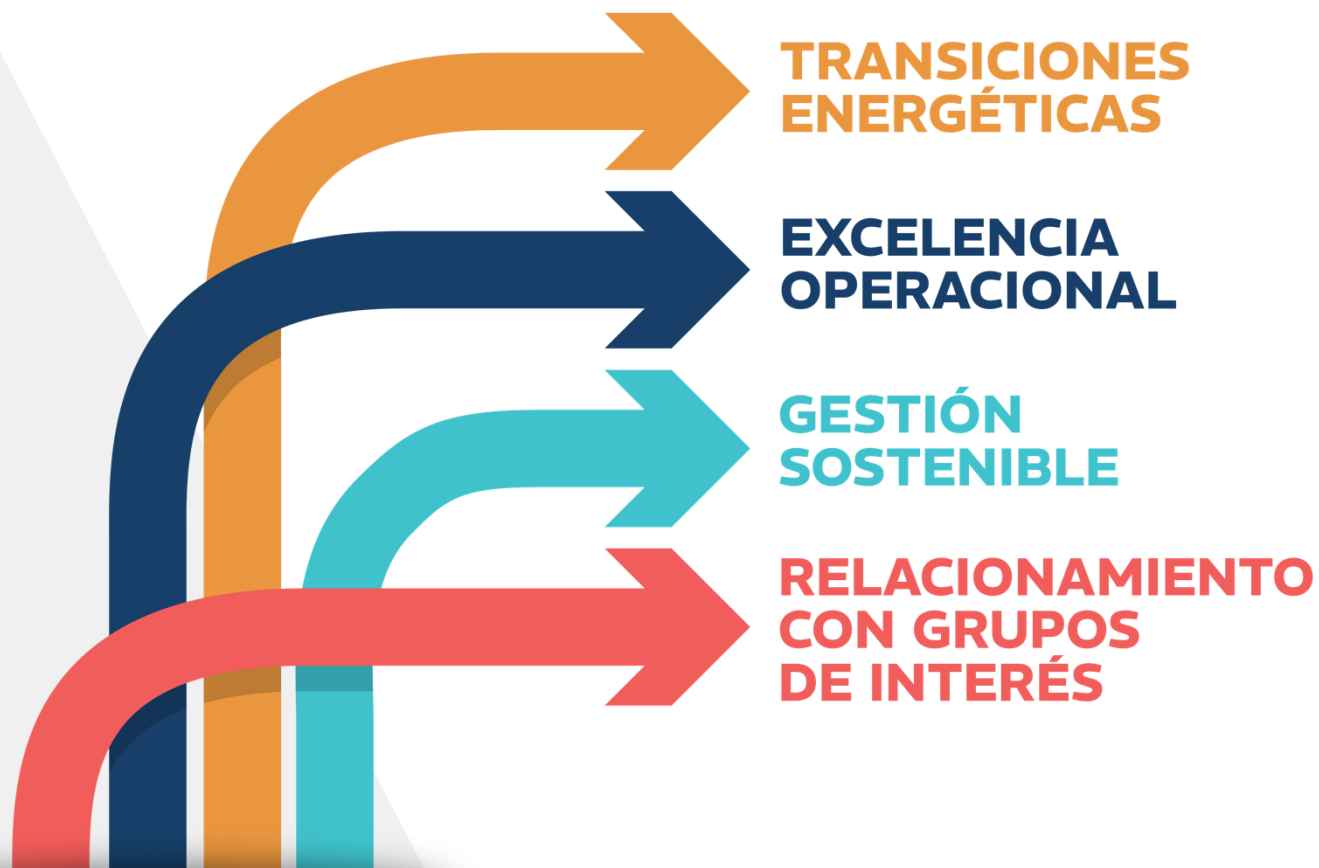 TRANSICIONES
ENERGÉTICAS
EXCELENCIA
OPERACIONAL
GESTIÓN
SOSTENIBLE
RELACIONAMIENTO
CON GRUPOS
DE INTERÉS